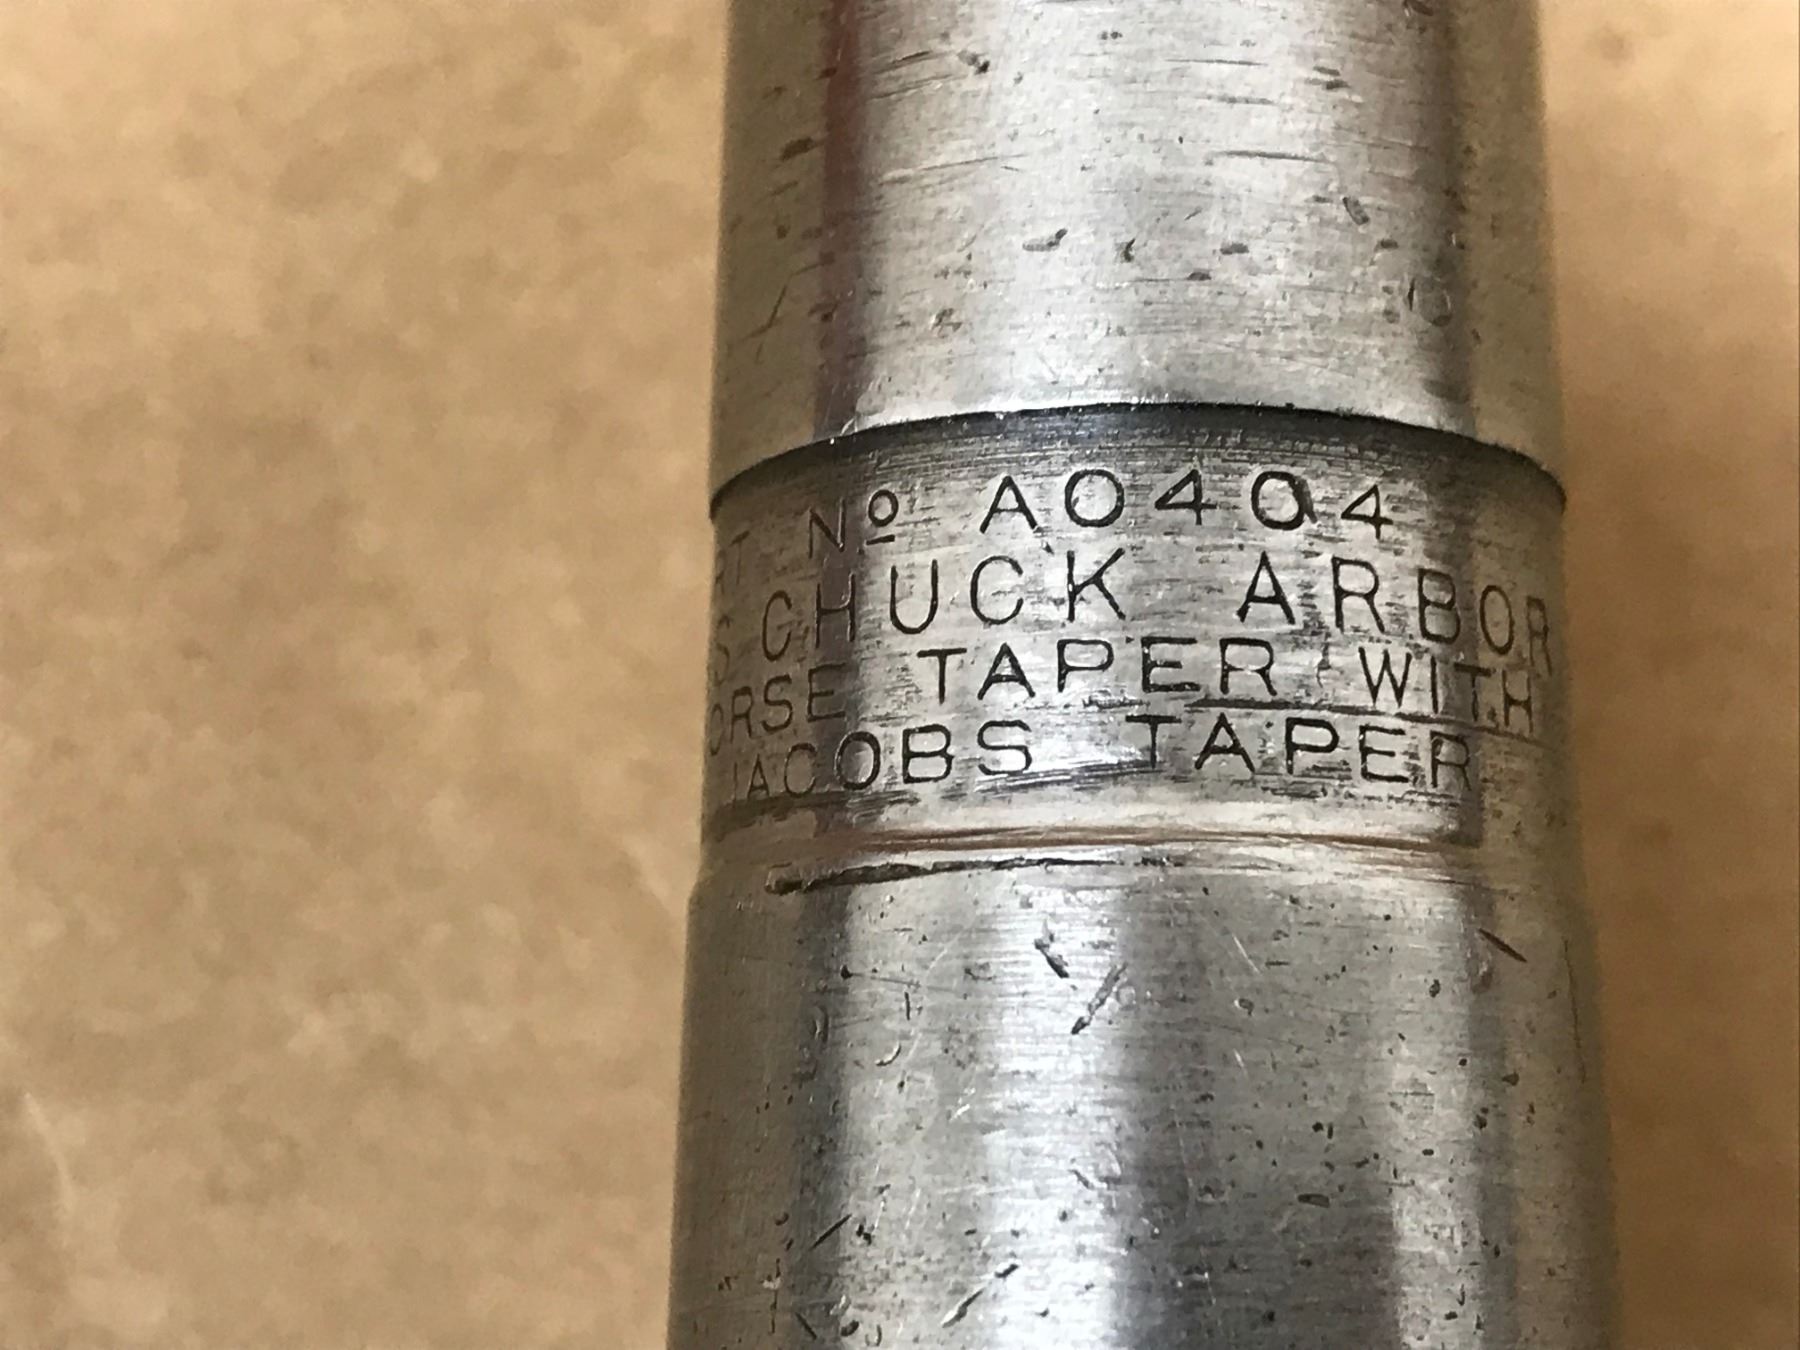 RT Nº A0404
S CHUCK ARBOR
ORSE TAPER WITH
JACOBS TAPER